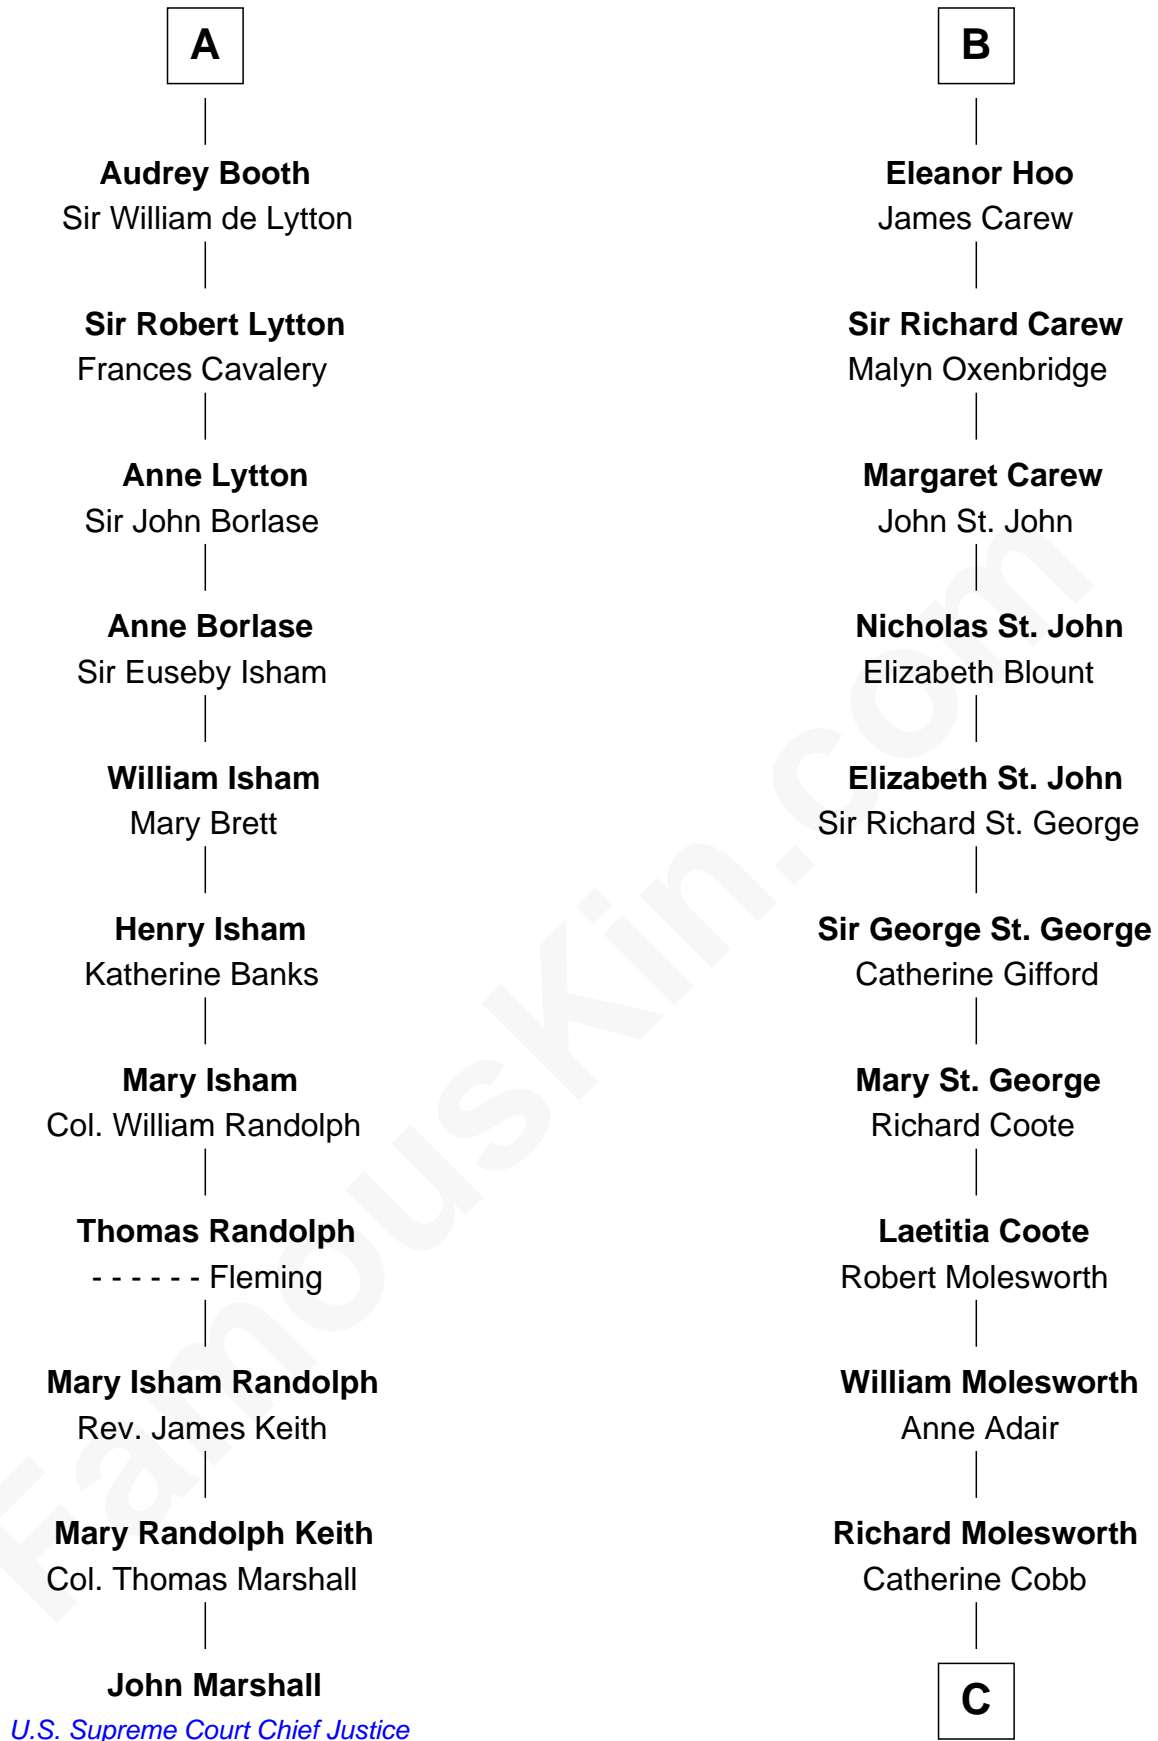 A
Audrey Booth
Sir William de Lytton
Sir Robert Lytton
Frances Cavalery
Anne Lytton
Sir John Borlase
Anne Borlase
Sir Euseby Isham
William Isham
Mary Brett
Henry Isham
Katherine Banks
Mary Isham
Col. William Randolph
Thomas Randolph
- - - - - - Fleming
Mary Isham Randolph
Rev. James Keith
Mary Randolph Keith
Col. Thomas Marshall
John Marshall
U.S. Supreme Court Chief Justice
B
Eleanor Hoo
James Carew
Sir Richard Carew
Malyn Oxenbridge
Margaret Carew
John St. John
Nicholas St. John
Elizabeth Blount
Elizabeth St. John
Sir Richard St. George
Sir George St. George
Catherine Gifford
Mary St. George
Richard Coote
Laetitia Coote
Robert Molesworth
William Molesworth
Anne Adair
Richard Molesworth
Catherine Cobb
C
FamousKin.com